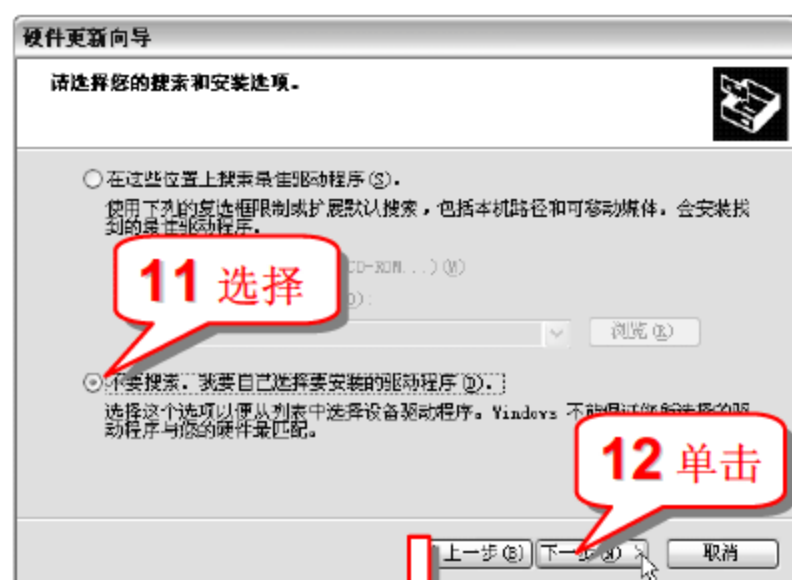 硬件更新向导
请选择您的搜索和安装选项。
在这些位置上搜索最佳驱动程序(S)。
使用下列的复选框限制或扩展默认搜索，包括本机路径和可移动媒体。会安装找
到的最佳驱动程序。
11 选择
CD-ROM...)(M)
O):
浏览(R)
不要搜索。我要自己选择要安装的驱动程序(D)。
选择这个选项以便从列表中选择设备驱动程序。Windows 不能保证您所选择的驱
动程序与您的硬件最匹配。
12 单击
上一步(B)
下一步(N) >
取消